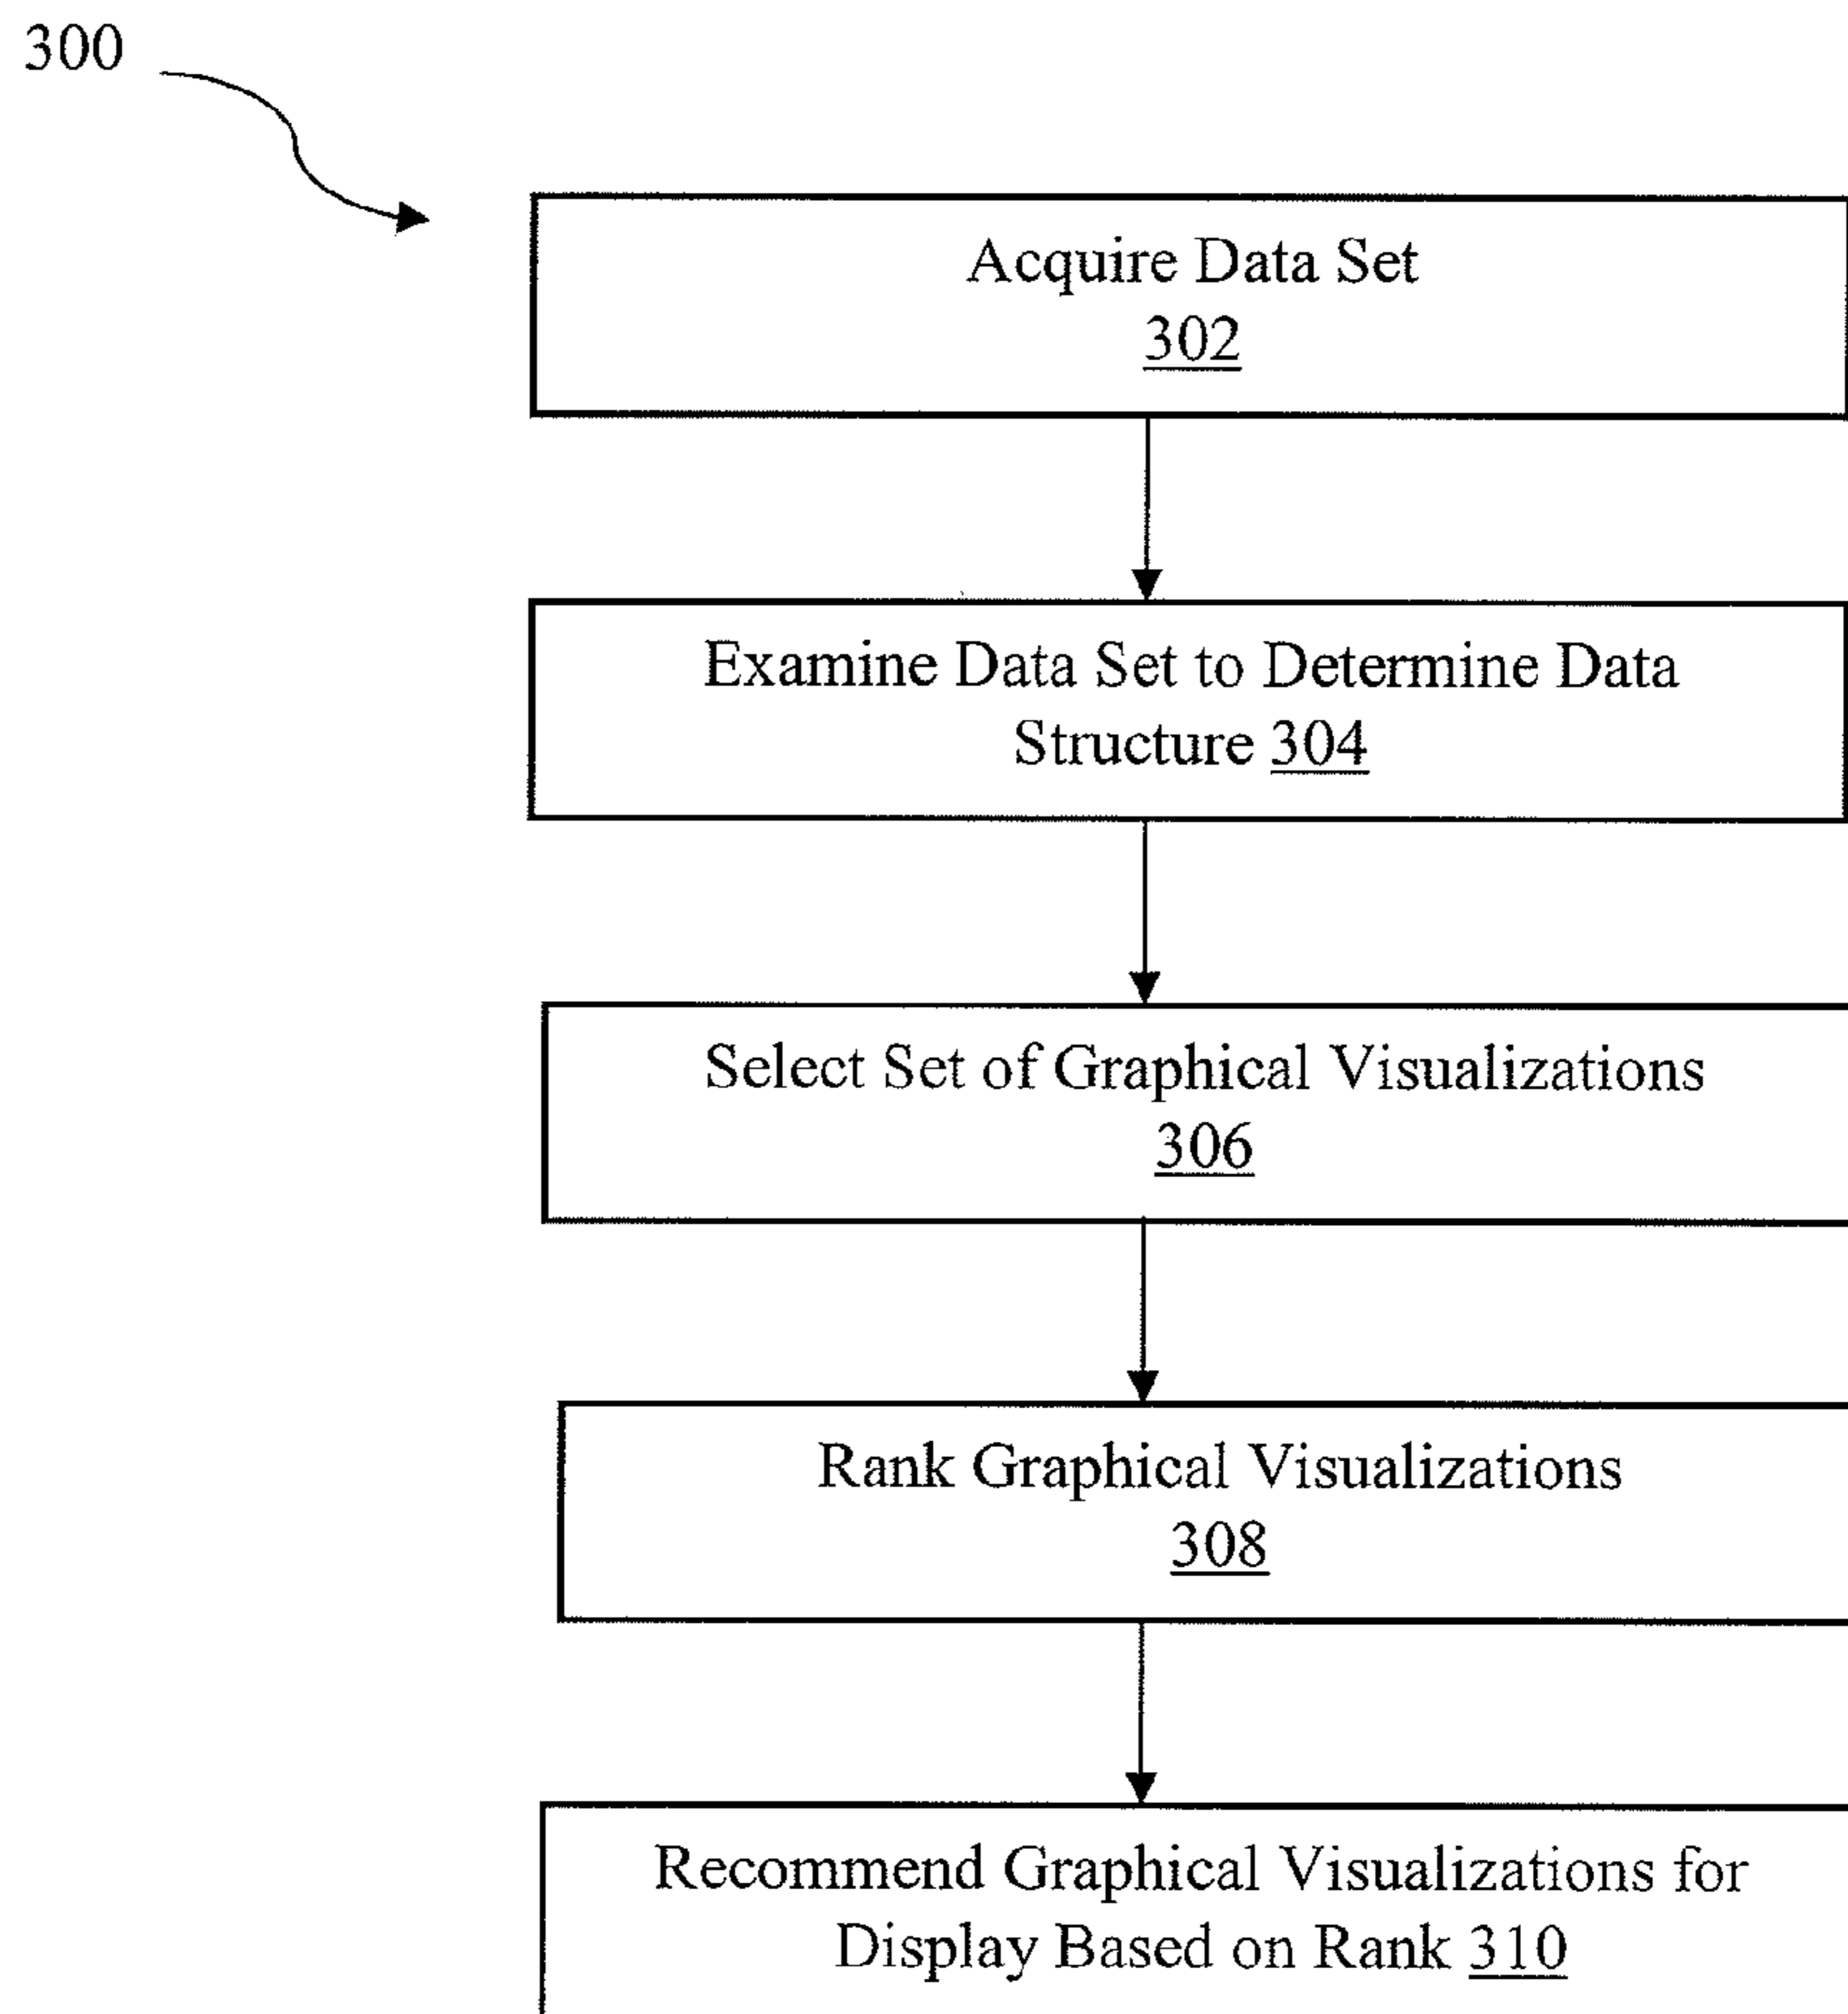 300
Acquire Data Set
302
Examine Data Set to Determine Data
Structure 304
Select Set of Graphical Visualizations
306
Rank Graphical Visualizations
308
Recommend Graphical Visualizations for
Display Based on Rank 310